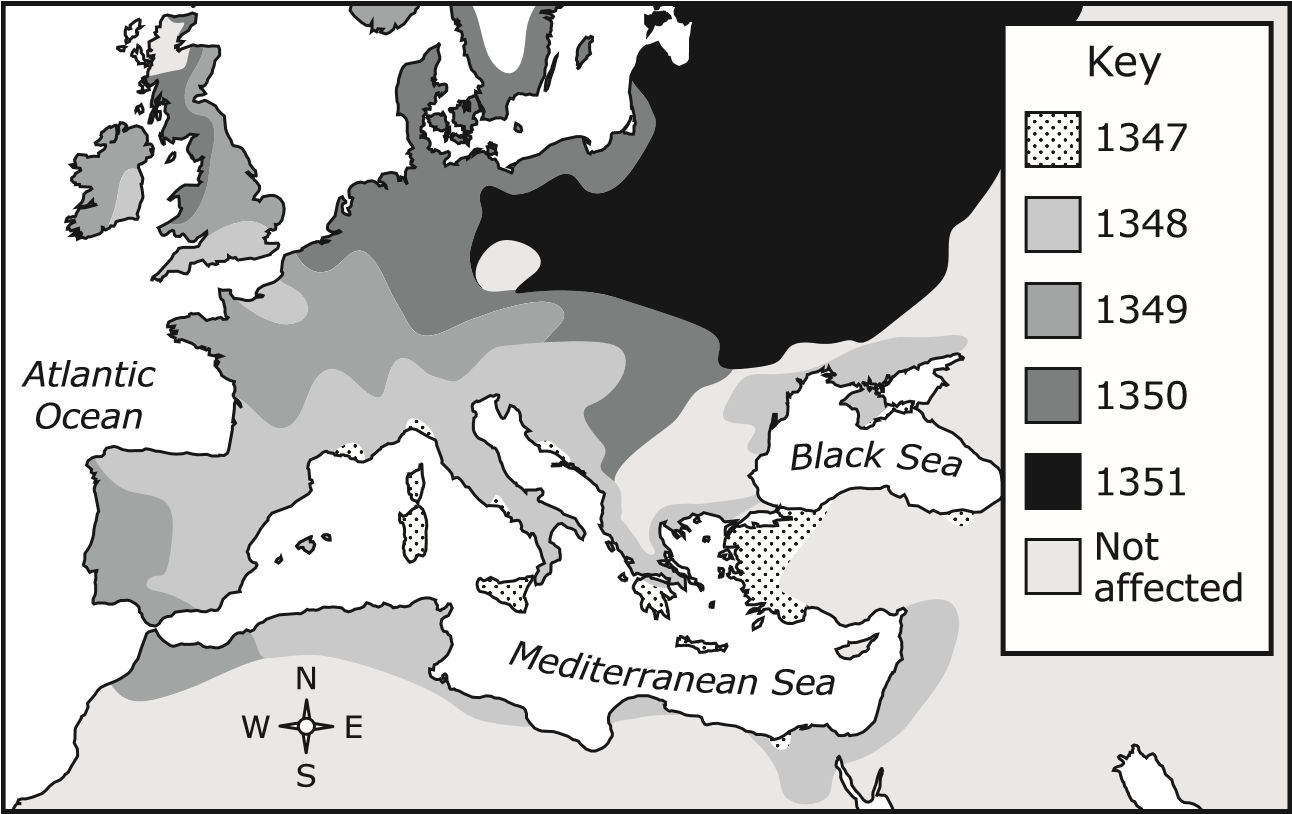 Key
1347
1348
1349
1350
1351
Not
affected
Atlantic
Ocean
Black Sea
Mediterranean Sea
N
W E
S